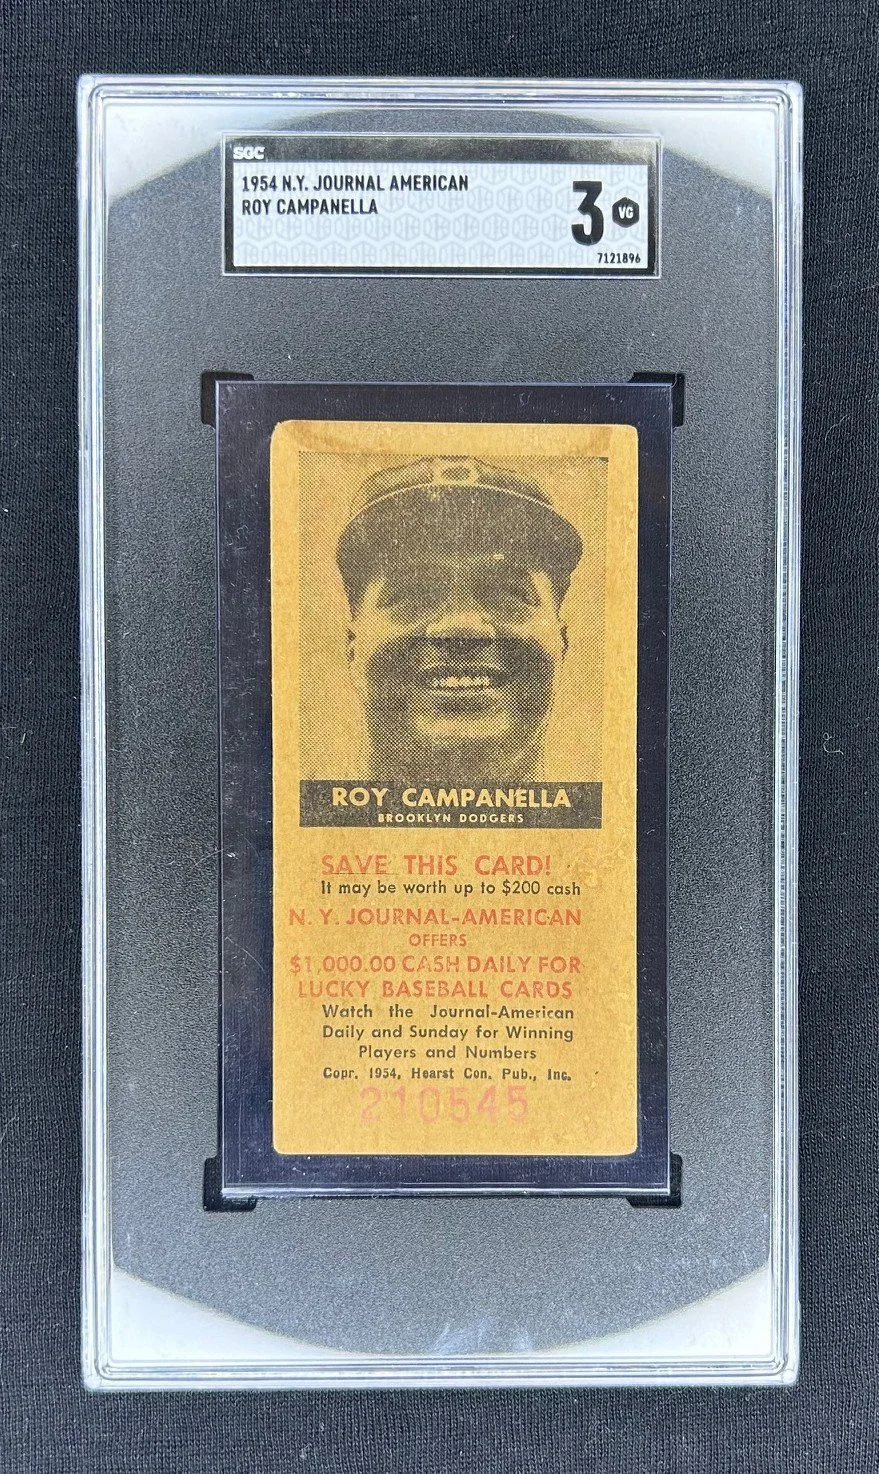 SGC
1954 N.Y. JOURNAL AMERICAN
ROY CAMPANELLA
3 VG
7121896
ROY CAMPANELLA
BROOKLYN DODGERS
SAVE THIS CARD!
It may be worth up to $200 cash
N.Y. JOURNAL-AMERICAN
OFFERS
$1,000.00 CASH DAILY FOR
LUCKY BASEBALL CARDS
Watch the Journal-American
Daily and Sunday for Winning
Players and Numbers
Copr. 1954, Hearst Con. Pub., Inc.
210545